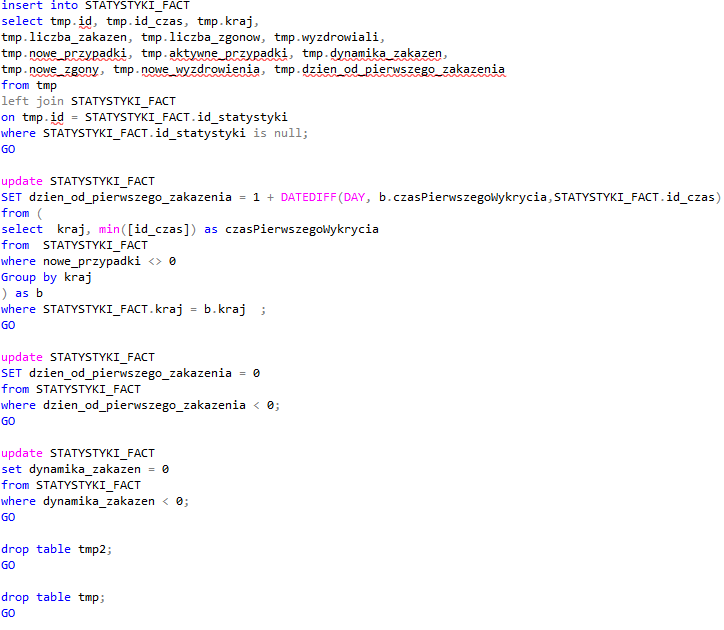 insert into STATYSTYKI_FACT
select tmp.id, tmp.id_czas, tmp.kraj,
tmp.liczba_zakazen, tmp.liczba_zgonow, tmp.wyzdrowiali,
tmp.nowe_przypadki, tmp.aktywne_przypadki, tmp.dynamika_zakazen,
tmp.nowe_zgony, tmp.nowe_wyzdrowienia, tmp.dzien_od_pierwszego_zakazenia
from tmp
left join STATYSTYKI_FACT
on tmp.id = STATYSTYKI_FACT.id_statystyki
where STATYSTYKI_FACT.id_statystyki is null;
GO
update STATYSTYKI_FACT
SET dzien_od_pierwszego_zakazenia = 1 + DATEDIFF(DAY, b.czasPierwszegoWykrycia,STATYSTYKI_FACT.id_czas)
from (
select  kraj, min([id_czas]) as czasPierwszegoWykrycia
from  STATYSTYKI_FACT
where nowe_przypadki <> 0
Group by kraj
) as b
where STATYSTYKI_FACT.kraj = b.kraj  ;
GO
update STATYSTYKI_FACT
SET dzien_od_pierwszego_zakazenia = 0
from STATYSTYKI_FACT
where dzien_od_pierwszego_zakazenia < 0;
GO
update STATYSTYKI_FACT
set dynamika_zakazen = 0
from STATYSTYKI_FACT
where dynamika_zakazen < 0;
GO
drop table tmp2;
GO
drop table tmp;
GO